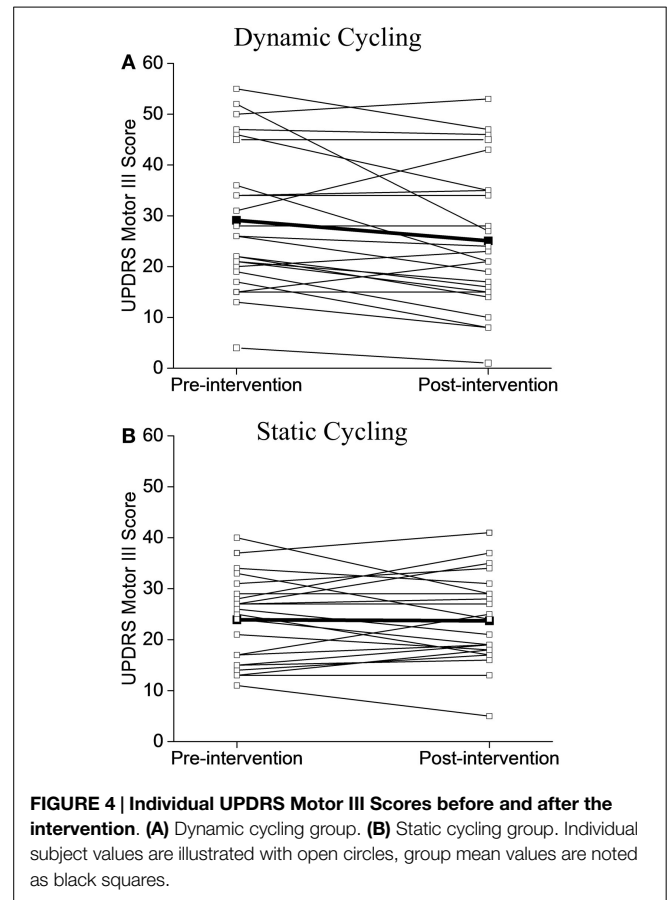 Dynamic Cycling
A
60
50
40
30
20
10
0
UPDRS Motor III Score
Pre-intervention
Post-intervention
Static Cycling
B
60
50
40
30
20
10
0
UPDRS Motor III Score
Pre-intervention
Post-intervention
FIGURE 4 | Individual UPDRS Motor III Scores before and after the
intervention. (A) Dynamic cycling group. (B) Static cycling group. Individual
subject values are illustrated with open circles, group mean values are noted
as black squares.